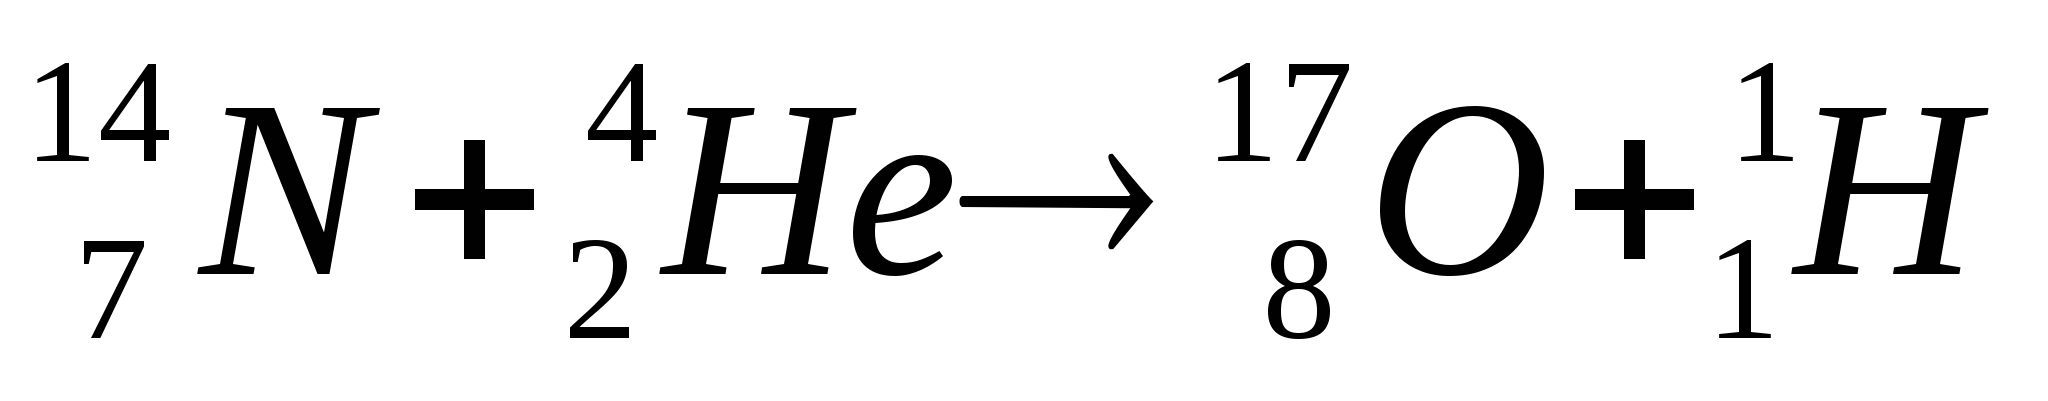 ¹⁴₇N + ⁴₂He → ¹⁷₈O + ¹₁H